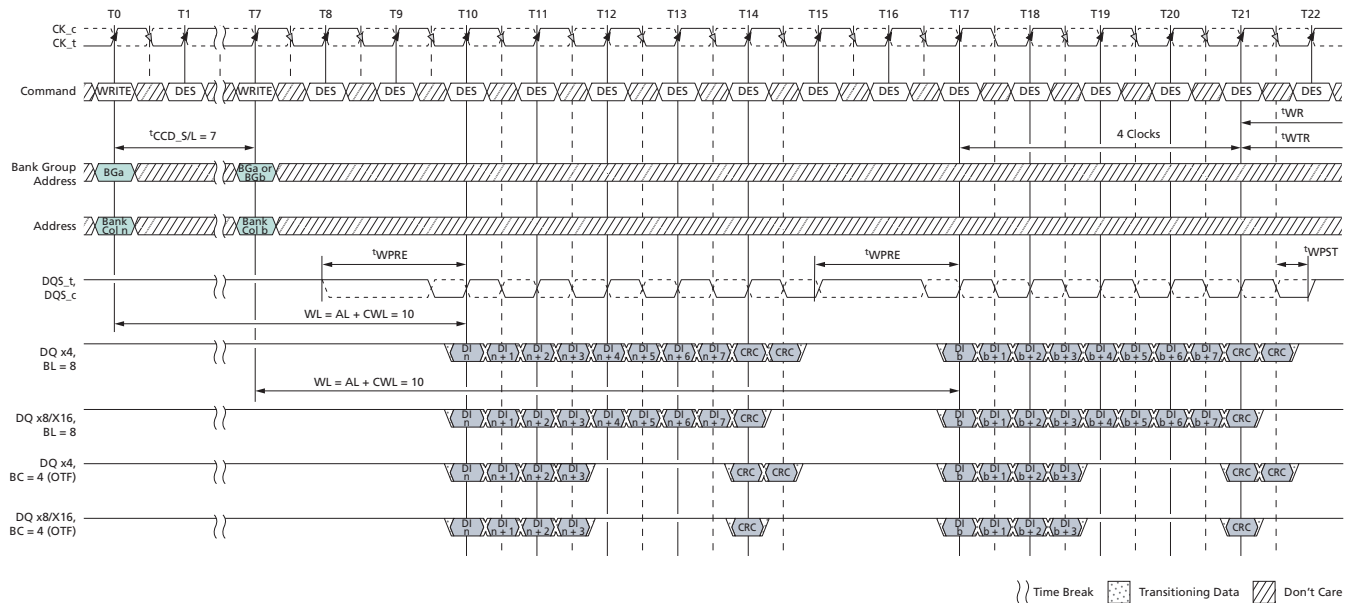 T0 T1 T7 T8 T9 T10 T11 T12 T13 T14 T15 T16 T17 T18 T19 T20 T21 T22
CK_c
CK_t
Command WRITE DES WRITE DES DES DES DES DES DES DES DES DES DES DES DES DES DES DES
tWR
tCCD_S/L = 7
4 Clocks
tWTR
Bank Group
Address
BGa
BGa or
BGb
Address
Bank
Col n
Bank
Col b
tWPRE
tWPRE
tWPST
DQS_t,
DQS_c
WL = AL + CWL = 10
DQ x4,
BL = 8
DI
n
DI
n + 1
DI
n + 2
DI
n + 3
DI
n + 4
DI
n + 5
DI
n + 6
DI
n + 7
CRC
CRC
DI
b
DI
b + 1
DI
b + 2
DI
b + 3
DI
b + 4
DI
b + 5
DI
b + 6
DI
b + 7
CRC
CRC
WL = AL + CWL = 10
DQ x8/X16,
BL = 8
DI
n
DI
n + 1
DI
n + 2
DI
n + 3
DI
n + 4
DI
n + 5
DI
n + 6
DI
n + 7
CRC
DI
b
DI
b + 1
DI
b + 2
DI
b + 3
DI
b + 4
DI
b + 5
DI
b + 6
DI
b + 7
CRC
DQ x4,
BC = 4 (OTF)
DI
n
DI
n + 1
DI
n + 2
DI
n + 3
CRC
CRC
DI
b
DI
b + 1
DI
b + 2
DI
b + 3
CRC
CRC
DQ x8/X16,
BC = 4 (OTF)
DI
n
DI
n + 1
DI
n + 2
DI
n + 3
CRC
DI
b
DI
b + 1
DI
b + 2
DI
b + 3
CRC
Time Break Transitioning Data Don't Care